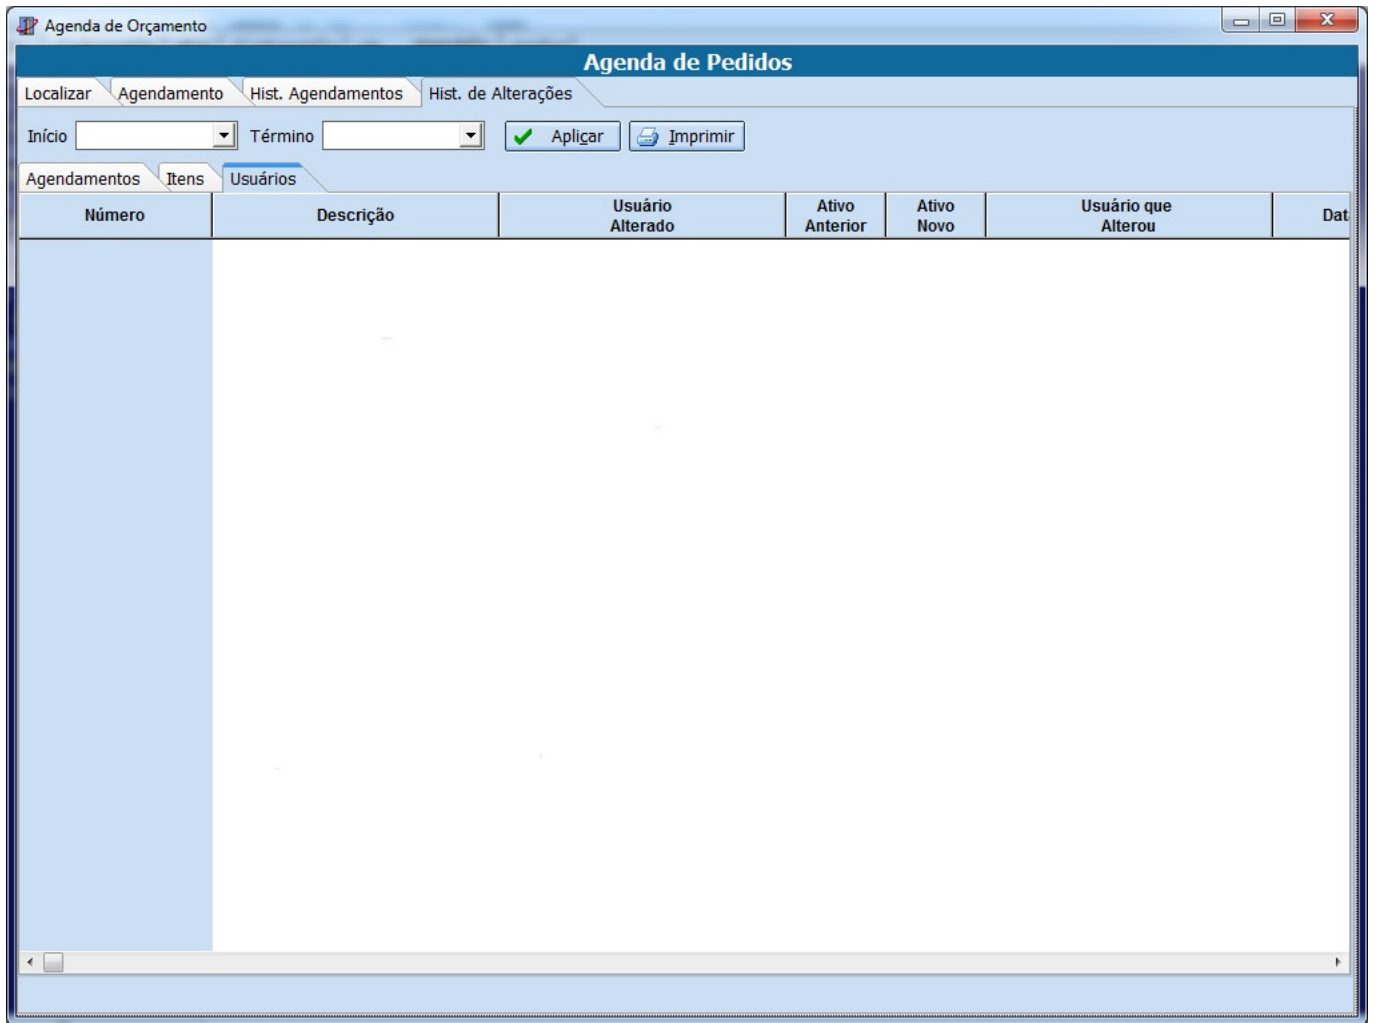 Agenda de Orçamento
Agenda de Pedidos
Localizar Agendamento Hist. Agendamentos Hist. de Alterações
Início Término Aplicar Imprimir
Agendamentos Itens Usuários
Número Descrição Usuário Alterado Ativo Anterior Ativo Novo Usuário que Alterou Dat